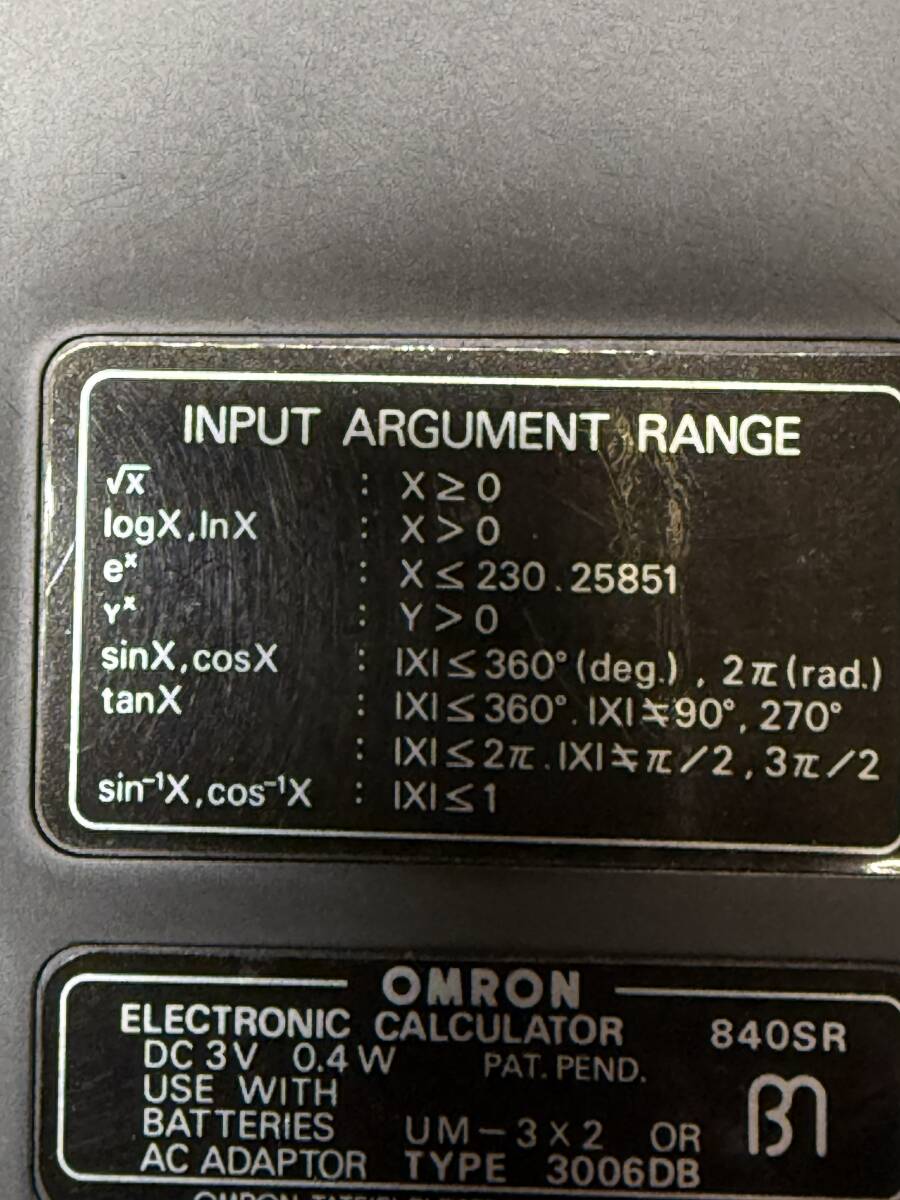 INPUT ARGUMENT RANGE
√x : X ≥ 0
logX,lnX : X > 0
eˣ : X ≤ 230.25851
Yˣ : Y > 0
sinX,cosX : |X| ≤ 360° (deg.) , 2π (rad.)
tanX : |X| ≤ 360°. |X| ≠ 90°, 270°
: |X| ≤ 2π . |X| ≠ π/2, 3π/2
sin⁻¹X,cos⁻¹X : |X| ≤ 1
OMRON
ELECTRONIC CALCULATOR 840SR
DC 3V 0.4W PAT. PEND.
USE WITH
BATTERIES UM-3X2 OR
AC ADAPTOR TYPE 3006DB
OMRON